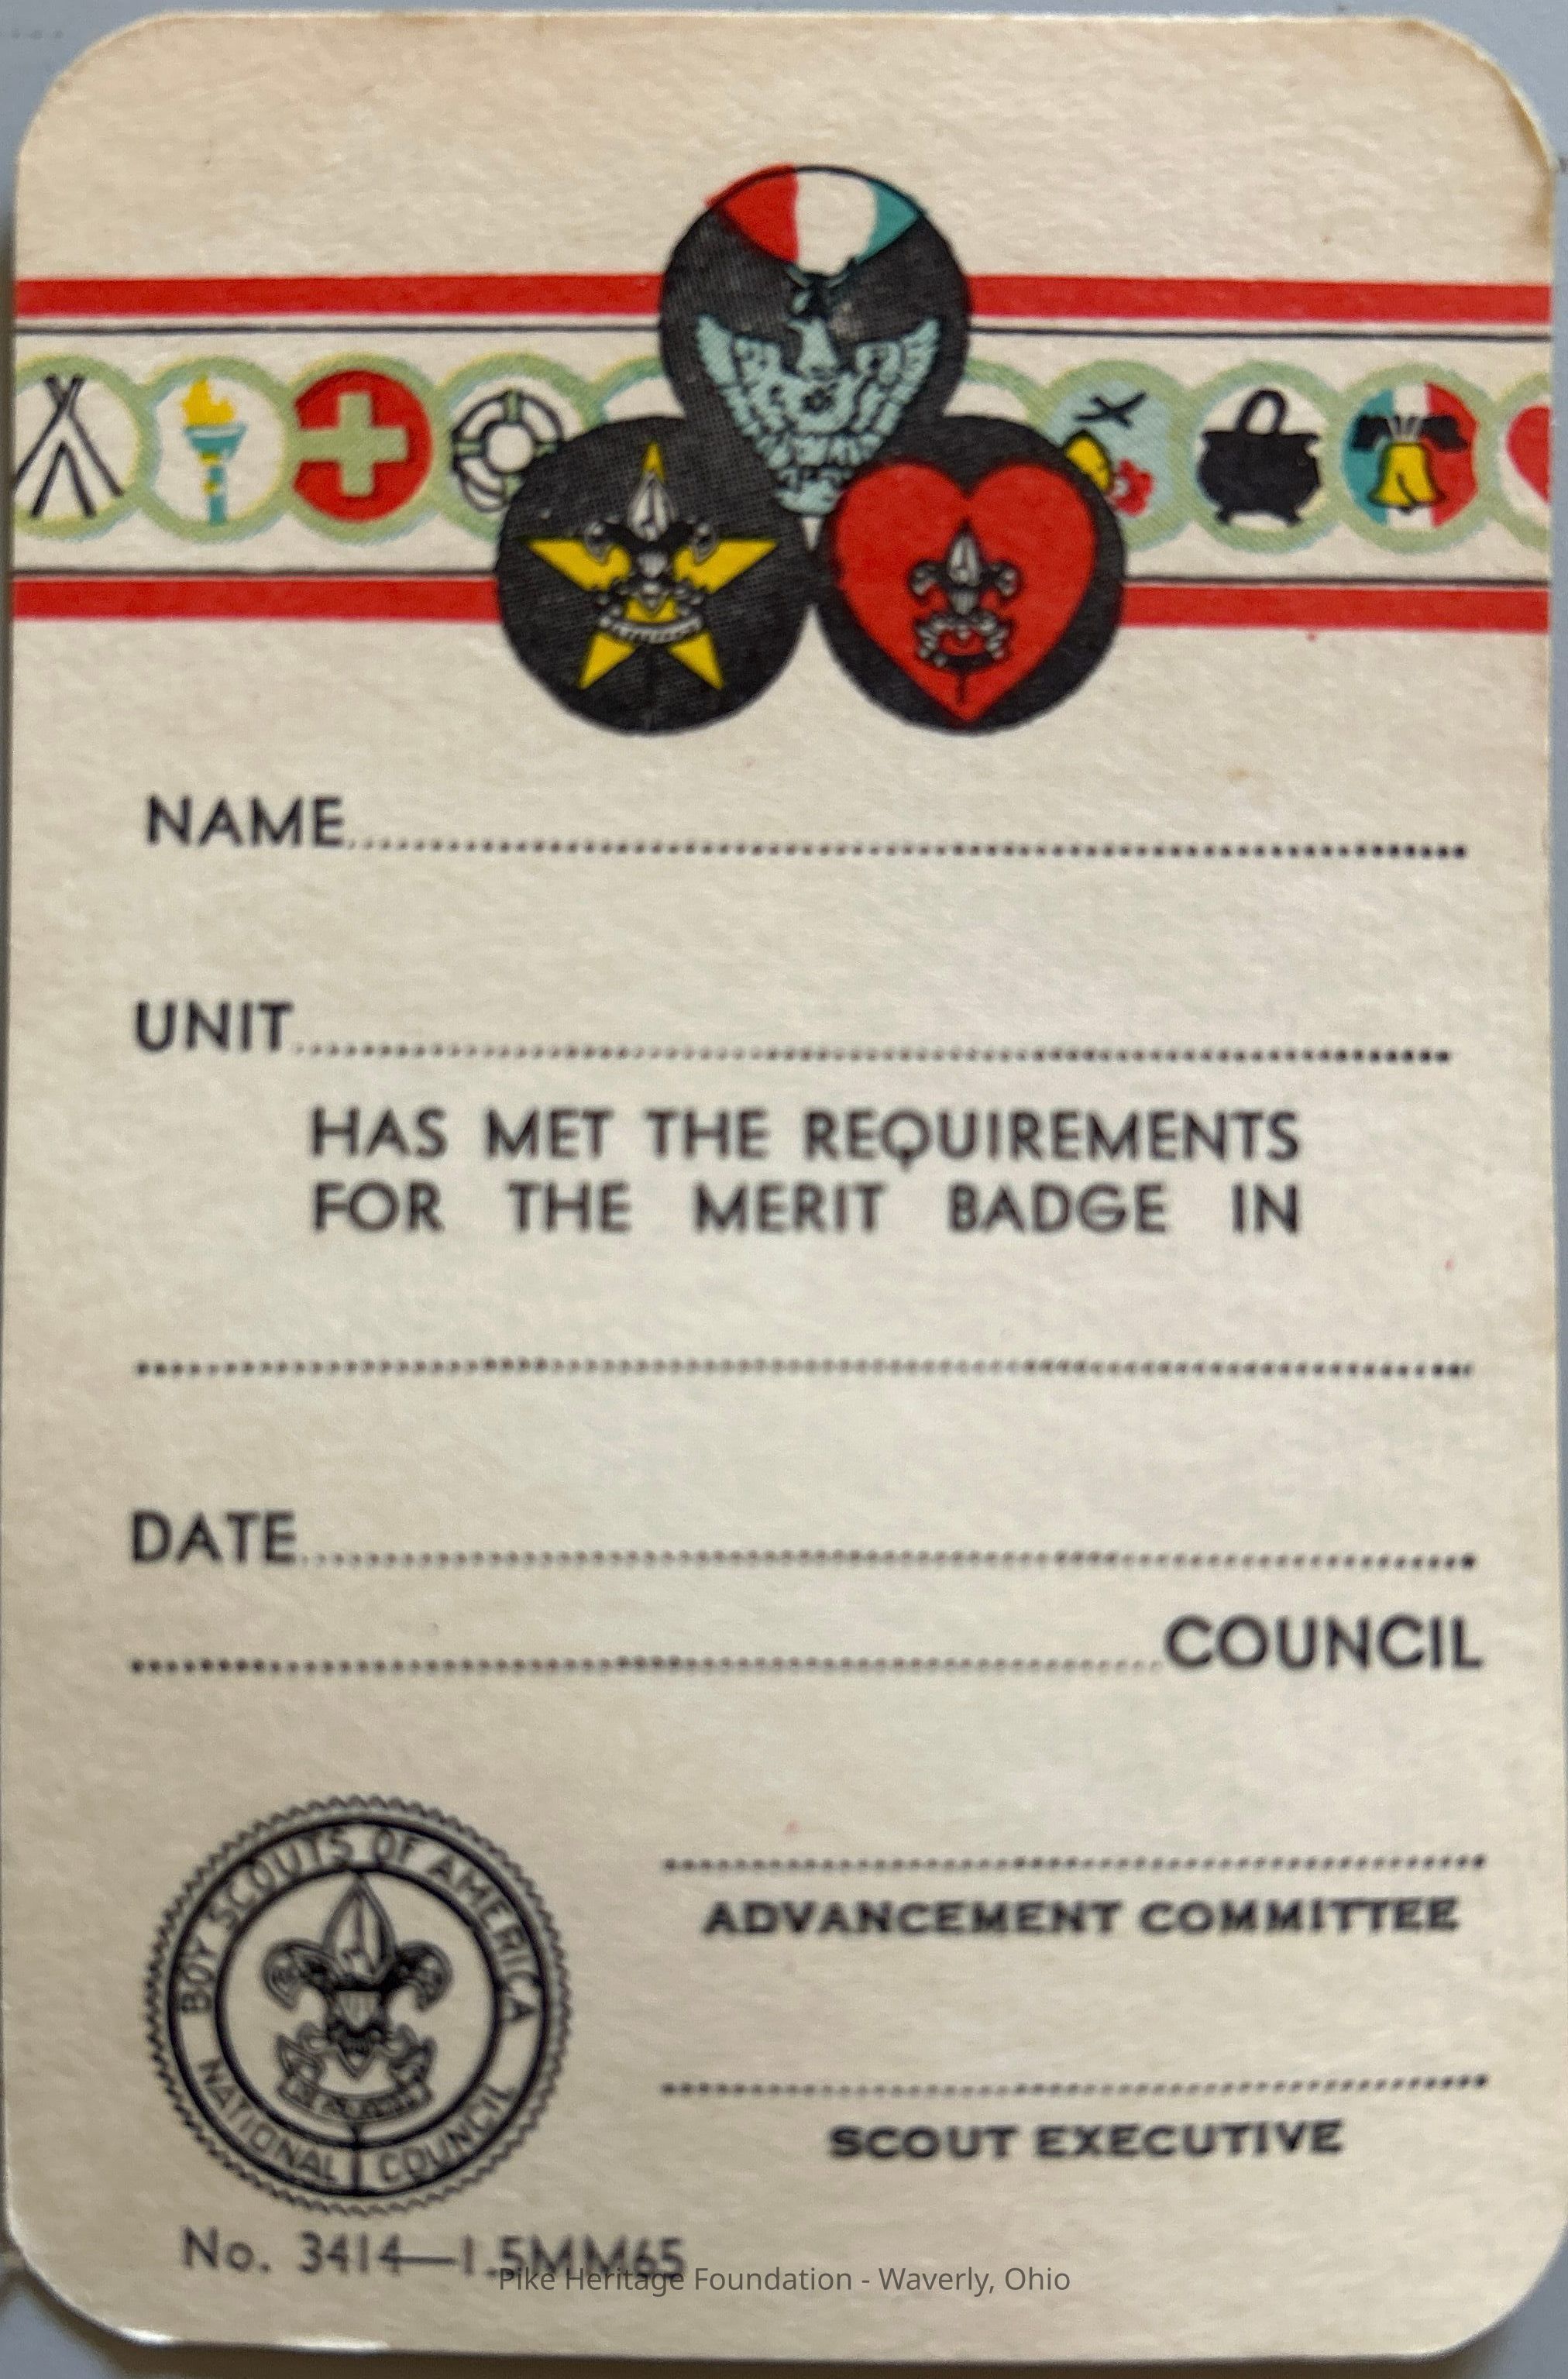 NAME
UNIT
HAS MET THE REQUIREMENTS
FOR THE MERIT BADGE IN
DATE
COUNCIL
BOY SCOUTS OF AMERICA
NATIONAL COUNCIL
ADVANCEMENT COMMITTEE
SCOUT EXECUTIVE
No. 3414—1.5MM65
Pike Heritage Foundation - Waverly, Ohio